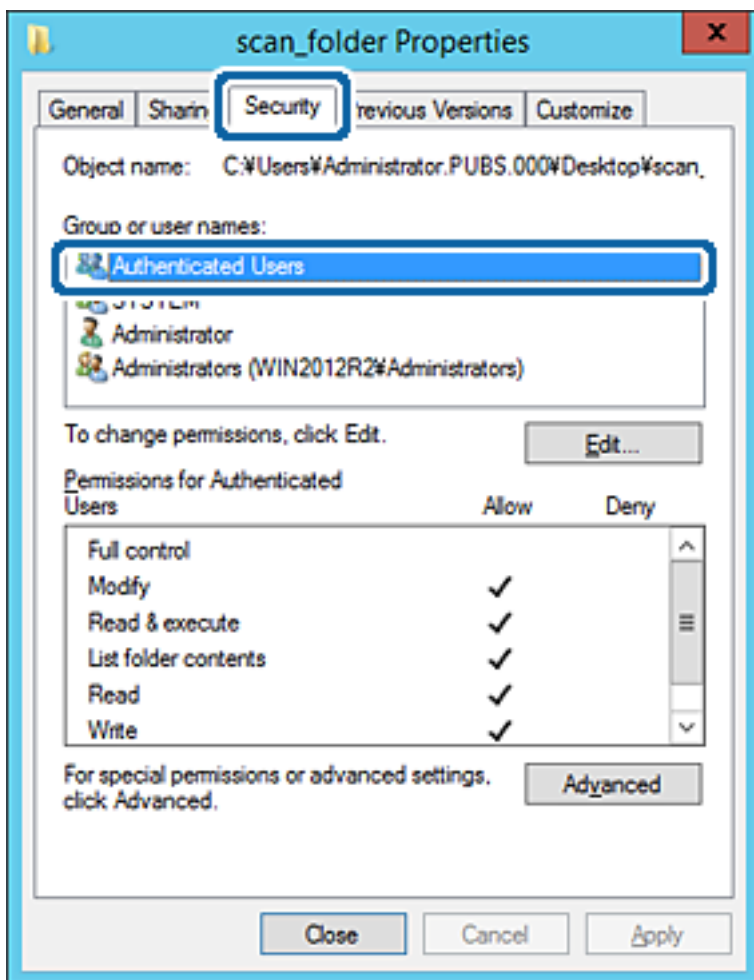 scan_folder Properties
x
General Sharin Security Previous Versions Customize
Object name: C:¥Users¥Administrator.PUBS.000¥Desktop¥scan_
Group or user names:
Authenticated Users
SYSTEM
Administrator
Administrators (WIN2012R2¥Administrators)
To change permissions, click Edit.
Edit...
Permissions for Authenticated
Users Allow Deny
Full control
Modify
Read & execute
List folder contents
Read
Write
For special permissions or advanced settings,
click Advanced.
Advanced
Close Cancel Apply